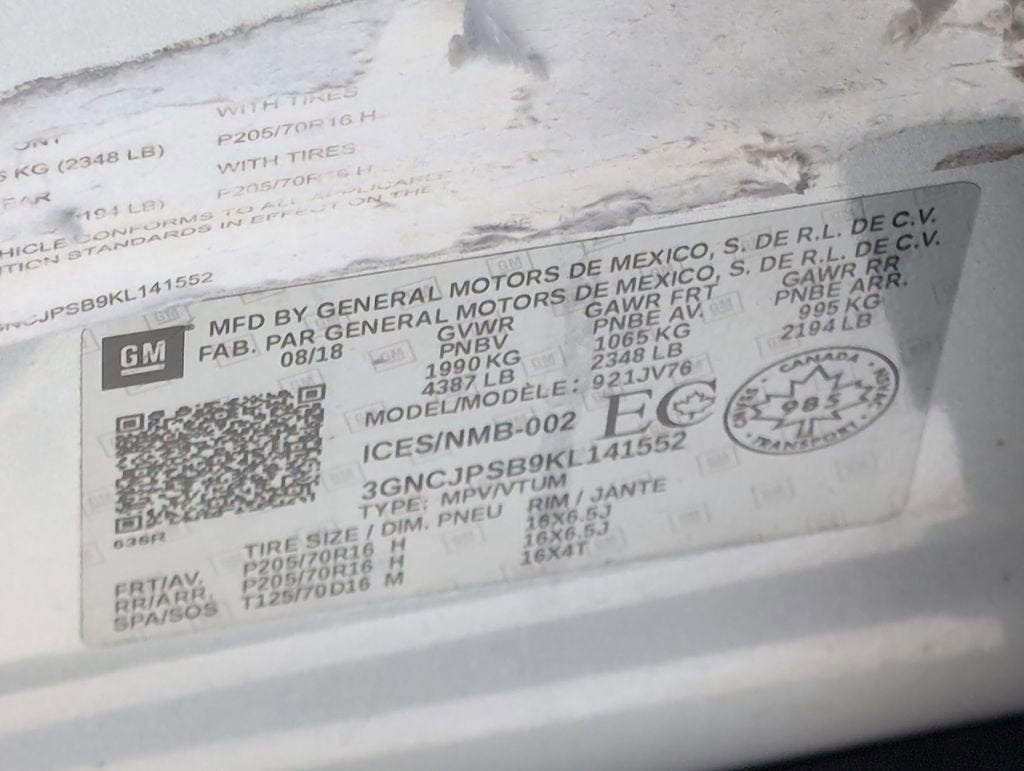 WITH TIRES
P205/70R16 H
KG (2348 LB)
WITH TIRES
P205/70R16 H
194 LB)
HICLE CONFORMS TO ALL APPLICABLE
TION STANDARDS IN EFFECT ON THE
GNCJPSB9KL141552
GM
MFD BY GENERAL MOTORS DE MEXICO, S. DE R.L. DE C.V.
FAB. PAR GENERAL MOTORS DE MEXICO, S. DE R.L. DE C.V.
08/18 GVWR GAWR FRT GAWR RR
PNBV PNBE AV. PNBE ARR.
1990 KG 1065 KG 995 KG
4387 LB 2348 LB 2194 LB
MODEL/MODÈLE: 921JV76
ICES/NMB-002 EC
CANADA
985
TRANSPORT
3GNCJPSB9KL141552
TYPE: MPV/VTUM
636R
TIRE SIZE / DIM. PNEU RIM / JANTE
FRT/AV. P205/70R16 H 16X6.5J
RR/ARR. P205/70R16 H 16X6.5J
SPA/SOS T125/70D16 M 16X4T